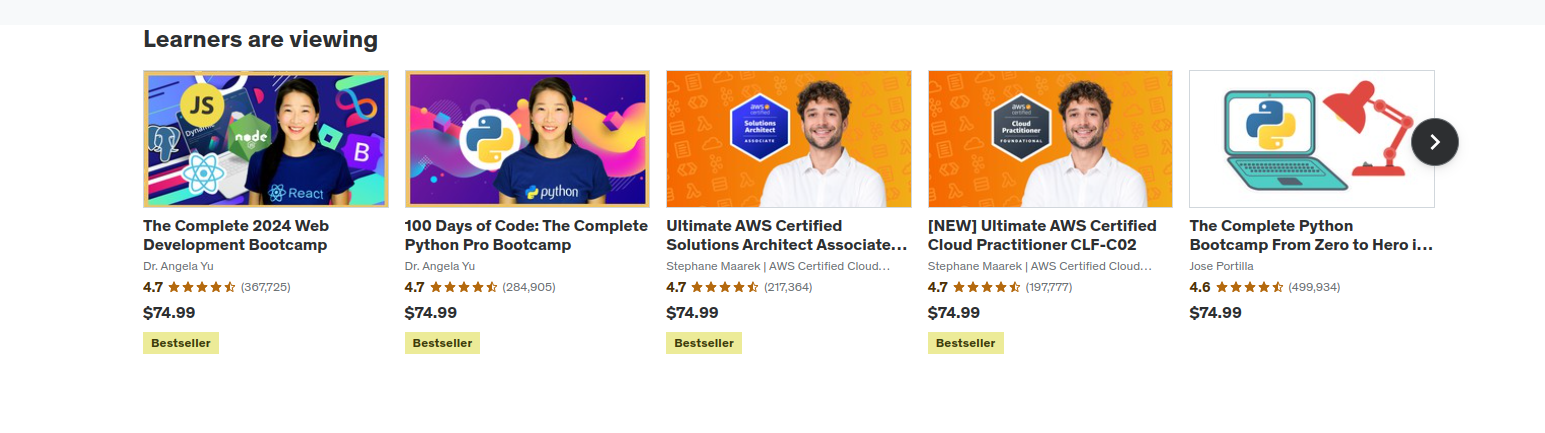 Learners are viewing
JS
Dynamic
node
B
React
python
aws
certified
Solutions
Architect
ASSOCIATE
aws
certified
Cloud
Practitioner
FOUNDATIONAL
The Complete 2024 Web
Development Bootcamp
Dr. Angela Yu
4.7 (367,725)
$74.99
Bestseller
100 Days of Code: The Complete
Python Pro Bootcamp
Dr. Angela Yu
4.7 (284,905)
$74.99
Bestseller
Ultimate AWS Certified
Solutions Architect Associate...
Stephane Maarek | AWS Certified Cloud...
4.7 (217,364)
$74.99
Bestseller
[NEW] Ultimate AWS Certified
Cloud Practitioner CLF-C02
Stephane Maarek | AWS Certified Cloud...
4.7 (197,777)
$74.99
Bestseller
The Complete Python
Bootcamp From Zero to Hero i...
Jose Portilla
4.6 (499,934)
$74.99